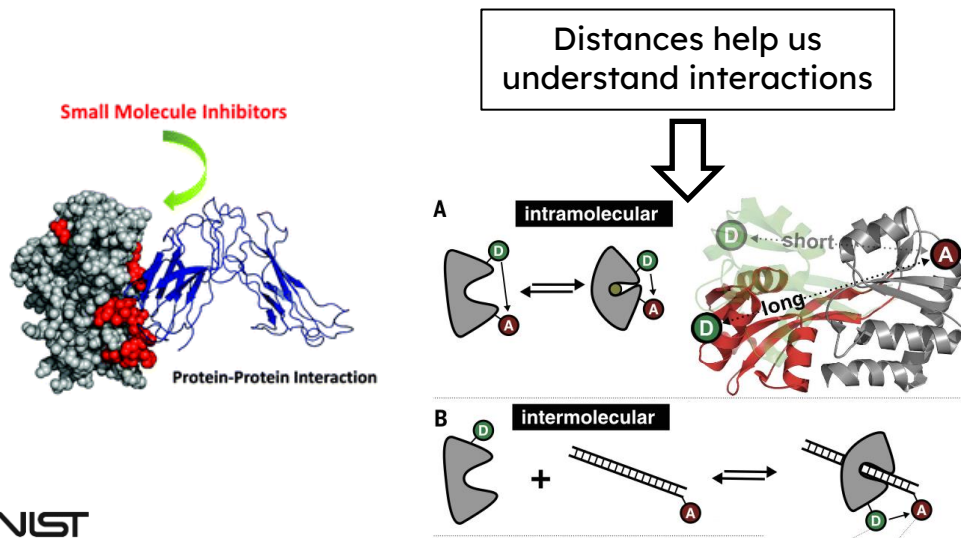 Distances help us
understand interactions
Small Molecule Inhibitors
Protein-Protein Interaction
A
intramolecular
D
A
D
A
D
short
A
long
D
B
intermolecular
D
+
A
D
A
NIST